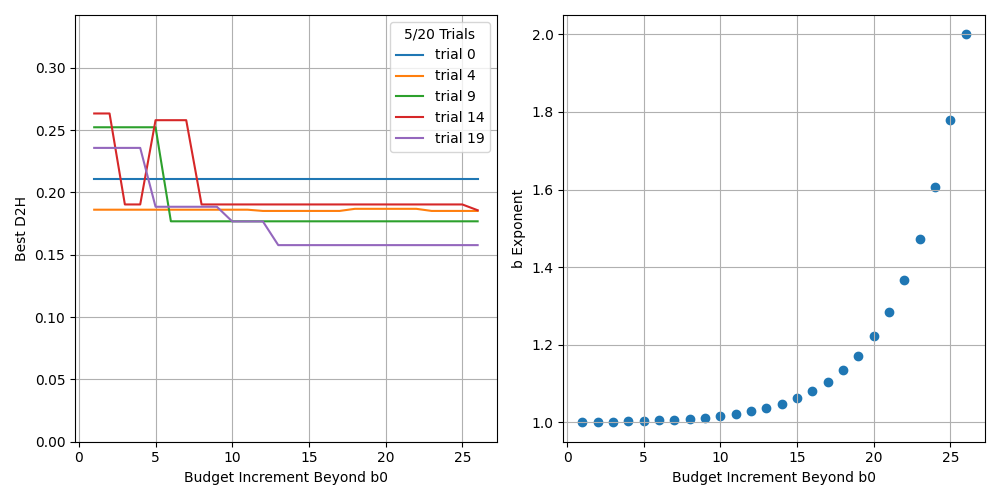 5/20 Trials
trial 0
trial 4
trial 9
trial 14
trial 19
0.30
0.25
0.20
0.15
0.10
0.05
0.00
Best D2H
0 5 10 15 20 25
Budget Increment Beyond b0
2.0
1.8
1.6
1.4
1.2
1.0
b Exponent
0 5 10 15 20 25
Budget Increment Beyond b0